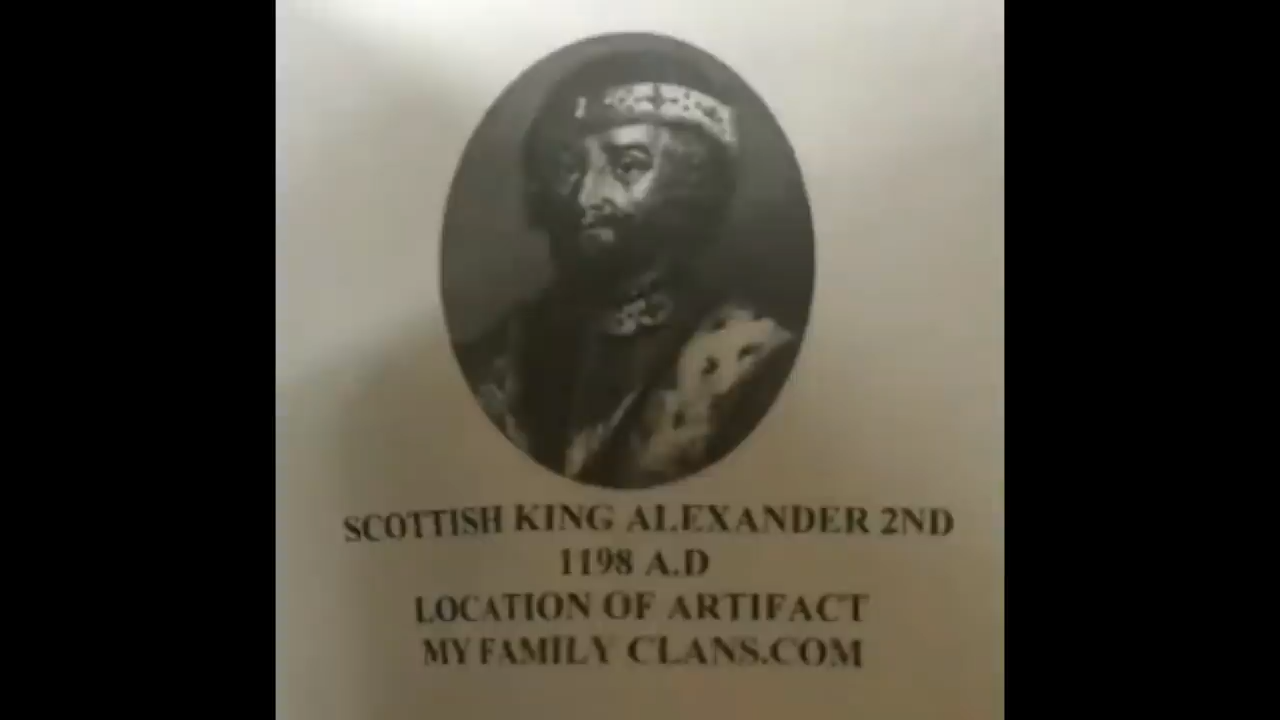 SCOTTISH KING ALEXANDER 2ND
1198 A.D
LOCATION OF ARTIFACT
MY FAMILY CLANS.COM